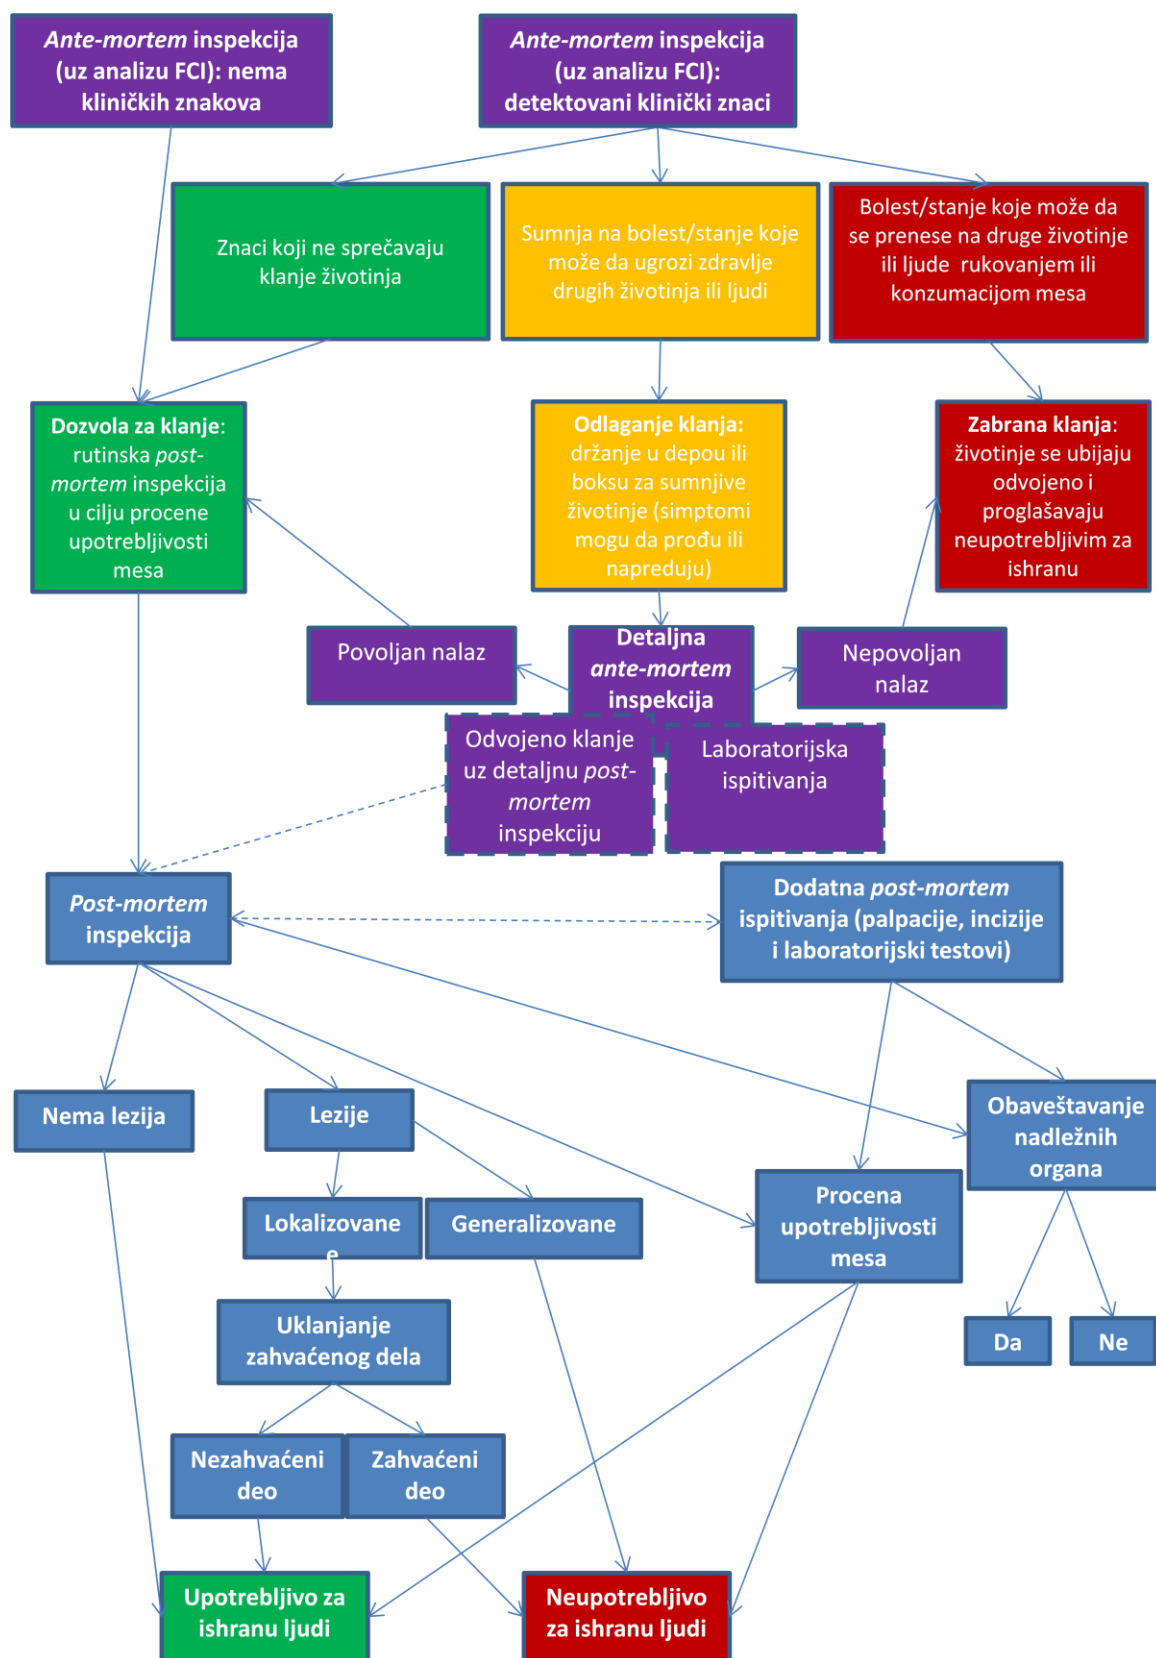 Ante-mortem inspekcija
(uz analizu FCI): nema
kliničkih znakova
Ante-mortem inspekcija
(uz analizu FCI):
detektovani klinički znaci
Znaci koji ne sprečavaju
klanje životinja
Sumnja na bolest/stanje koje
može da ugrozi zdravlje
drugih životinja ili ljudi
Bolest/stanje koje može da
se prenese na druge životinje
ili ljude rukovanjem ili
konzumacijom mesa
Dozvola za klanje:
rutinska post-
mortem inspekcija
u cilju procene
upotrebljivosti
mesa
Odlaganje klanja:
držanje u depou ili
boksu za sumnjive
životinje (simptomi
mogu da prođu ili
napreduju)
Zabrana klanja:
životinje se ubijaju
odvojeno i
proglašavaju
neupotrebljivim za
ishranu
Povoljan nalaz
Detaljna
ante-mortem
inspekcija
Nepovoljan
nalaz
Odvojeno klanje
uz detaljnu post-
mortem
inspekciju
Laboratorijska
ispitivanja
Post-mortem
inspekcija
Dodatna post-mortem
ispitivanja (palpacije, incizije
i laboratorijski testovi)
Nema lezija
Lezije
Obaveštavanje
nadležnih
organa
Lokalizovan
e
Generalizovane
Procena
upotrebljivosti
mesa
Uklanjanje
zahvaćenog dela
Da
Ne
Nezahvaćeni
deo
Zahvaćeni
deo
Upotrebljivo za
ishranu ljudi
Neupotrebljivo
za ishranu ljudi